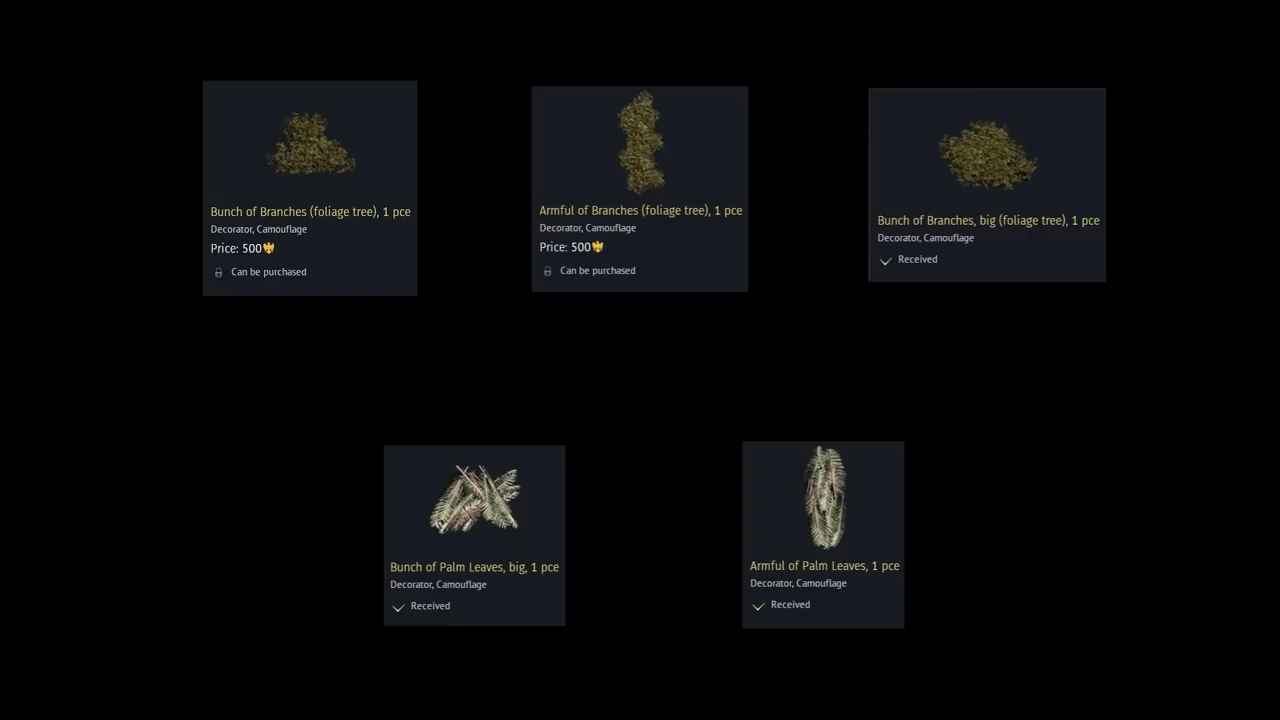 Bunch of Branches (foliage tree), 1 pce
Decorator, Camouflage
Price: 500
Can be purchased
Armful of Branches (foliage tree), 1 pce
Decorator, Camouflage
Price: 500
Can be purchased
Bunch of Branches, big (foliage tree), 1 pce
Decorator, Camouflage
Received
Bunch of Palm Leaves, big, 1 pce
Decorator, Camouflage
Received
Armful of Palm Leaves, 1 pce
Decorator, Camouflage
Received